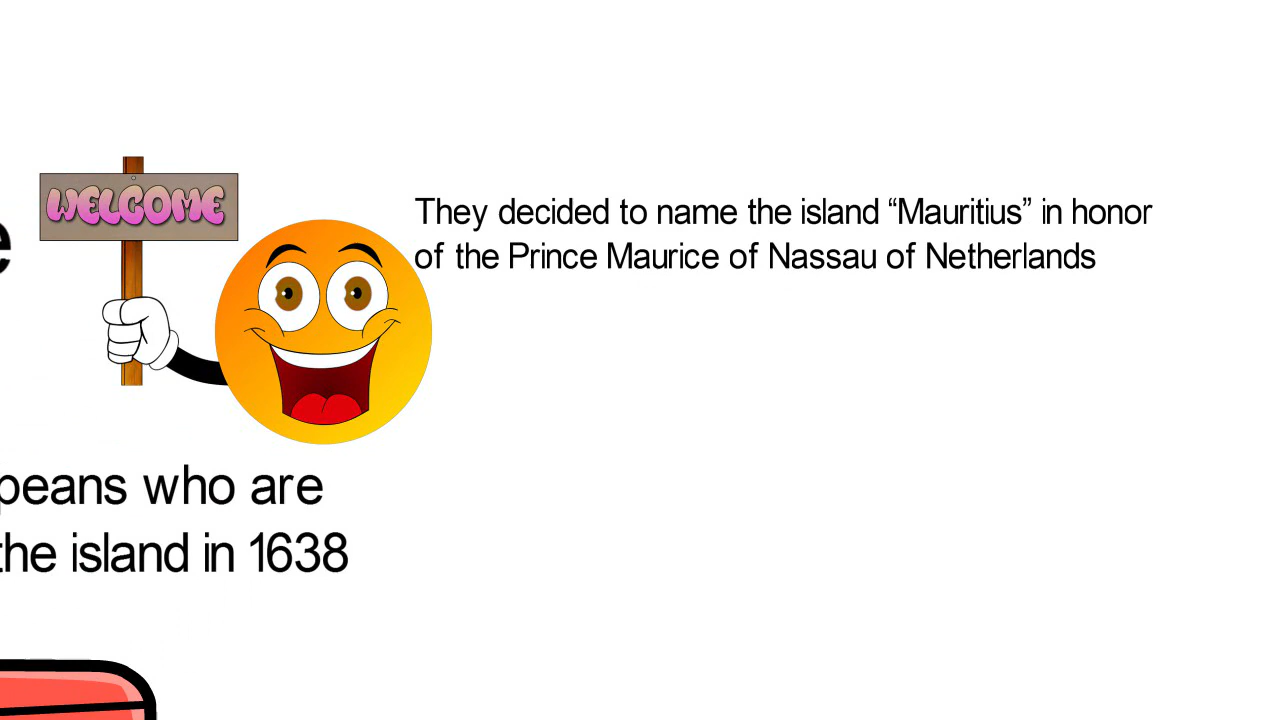 WELCOME
They decided to name the island “Mauritius” in honor
of the Prince Maurice of Nassau of Netherlands
who are
the island in 1638